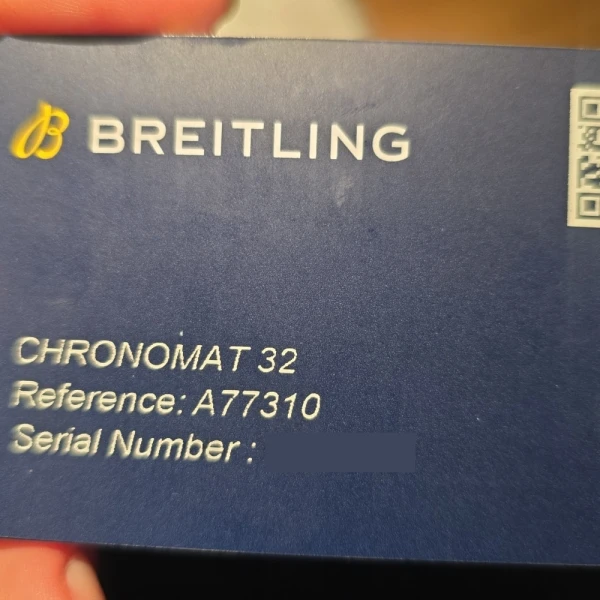 BREITLING
CHRONOMAT 32
Reference: A77310
Serial Number :